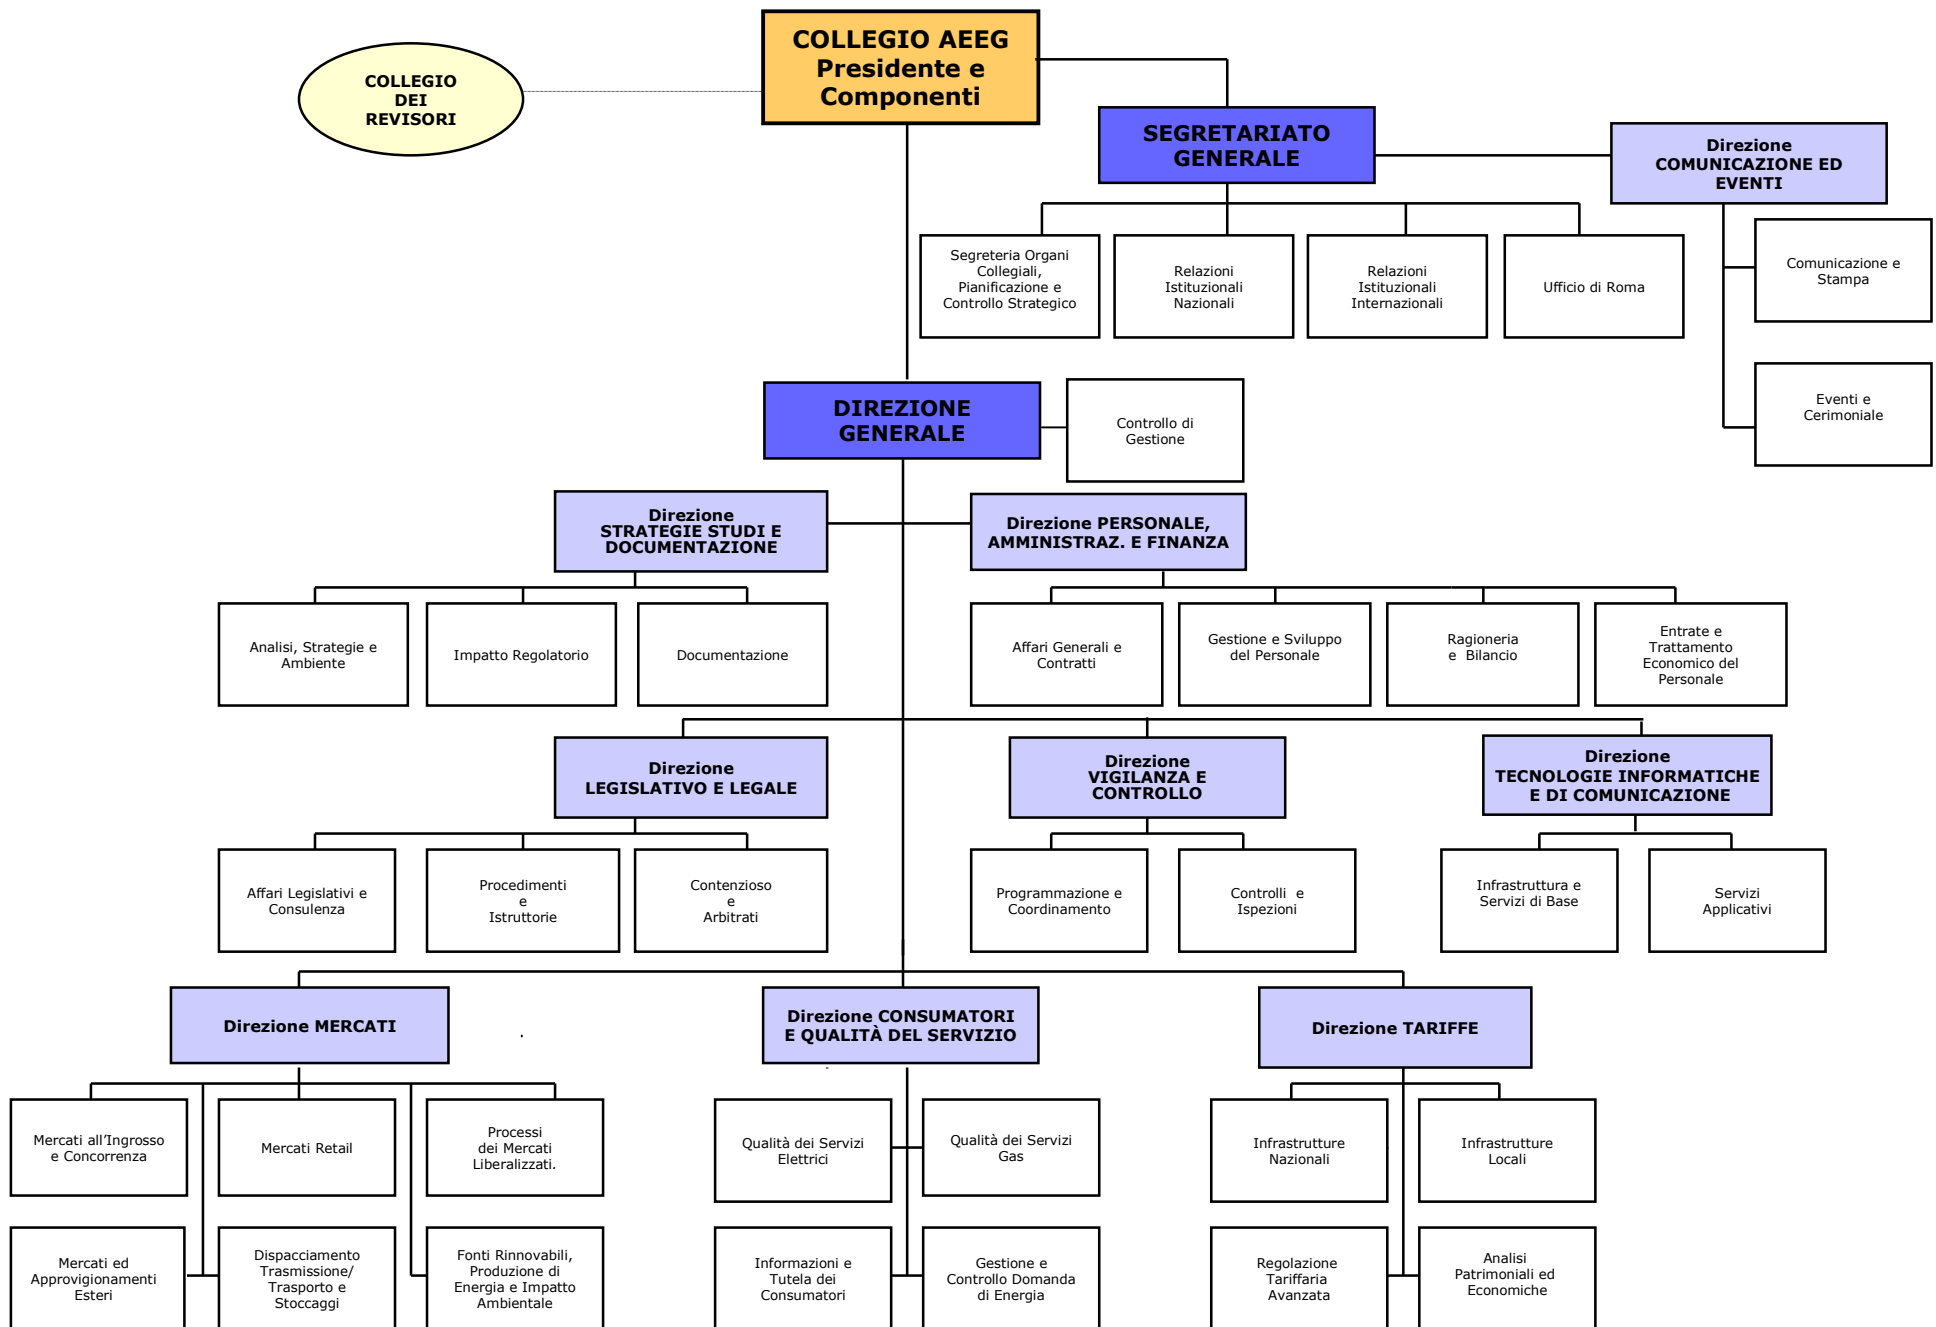 COLLEGIO AEEG
Presidente e
Componenti
COLLEGIO
DEI
REVISORI
SEGRETARIATO
GENERALE
Direzione
COMUNICAZIONE ED
EVENTI
Segreteria Organi
Collegiali,
Pianificazione e
Controllo Strategico
Relazioni
Istituzionali
Nazionali
Relazioni
Istituzionali
Internazionali
Ufficio di Roma
Comunicazione e
Stampa
Eventi e
Cerimoniale
DIREZIONE
GENERALE
Controllo di
Gestione
Direzione
STRATEGIE STUDI E
DOCUMENTAZIONE
Direzione PERSONALE,
AMMINISTRAZ. E FINANZA
Analisi, Strategie e
Ambiente
Impatto Regolatorio
Documentazione
Affari Generali e
Contratti
Gestione e Sviluppo
del Personale
Ragioneria
e Bilancio
Entrate e
Trattamento
Economico del
Personale
Direzione
LEGISLATIVO E LEGALE
Direzione
VIGILANZA E
CONTROLLO
Direzione
TECNOLOGIE INFORMATICHE
E DI COMUNICAZIONE
Affari Legislativi e
Consulenza
Procedimenti
e
Istruttorie
Contenzioso
e
Arbitrati
Programmazione e
Coordinamento
Controlli e
Ispezioni
Infrastruttura e
Servizi di Base
Servizi
Applicativi
Direzione MERCATI
Direzione CONSUMATORI
E QUALITÀ DEL SERVIZIO
Direzione TARIFFE
Mercati all’Ingrosso
e Concorrenza
Mercati Retail
Processi
dei Mercati
Liberalizzati.
Qualità dei Servizi
Elettrici
Qualità dei Servizi
Gas
Infrastrutture
Nazionali
Infrastrutture
Locali
Mercati ed
Approvigionamenti
Esteri
Dispacciamento
Trasmissione/
Trasporto e
Stoccaggi
Fonti Rinnovabili,
Produzione di
Energia e Impatto
Ambientale
Informazioni e
Tutela dei
Consumatori
Gestione e
Controllo Domanda
di Energia
Regolazione
Tariffaria
Avanzata
Analisi
Patrimoniali ed
Economiche